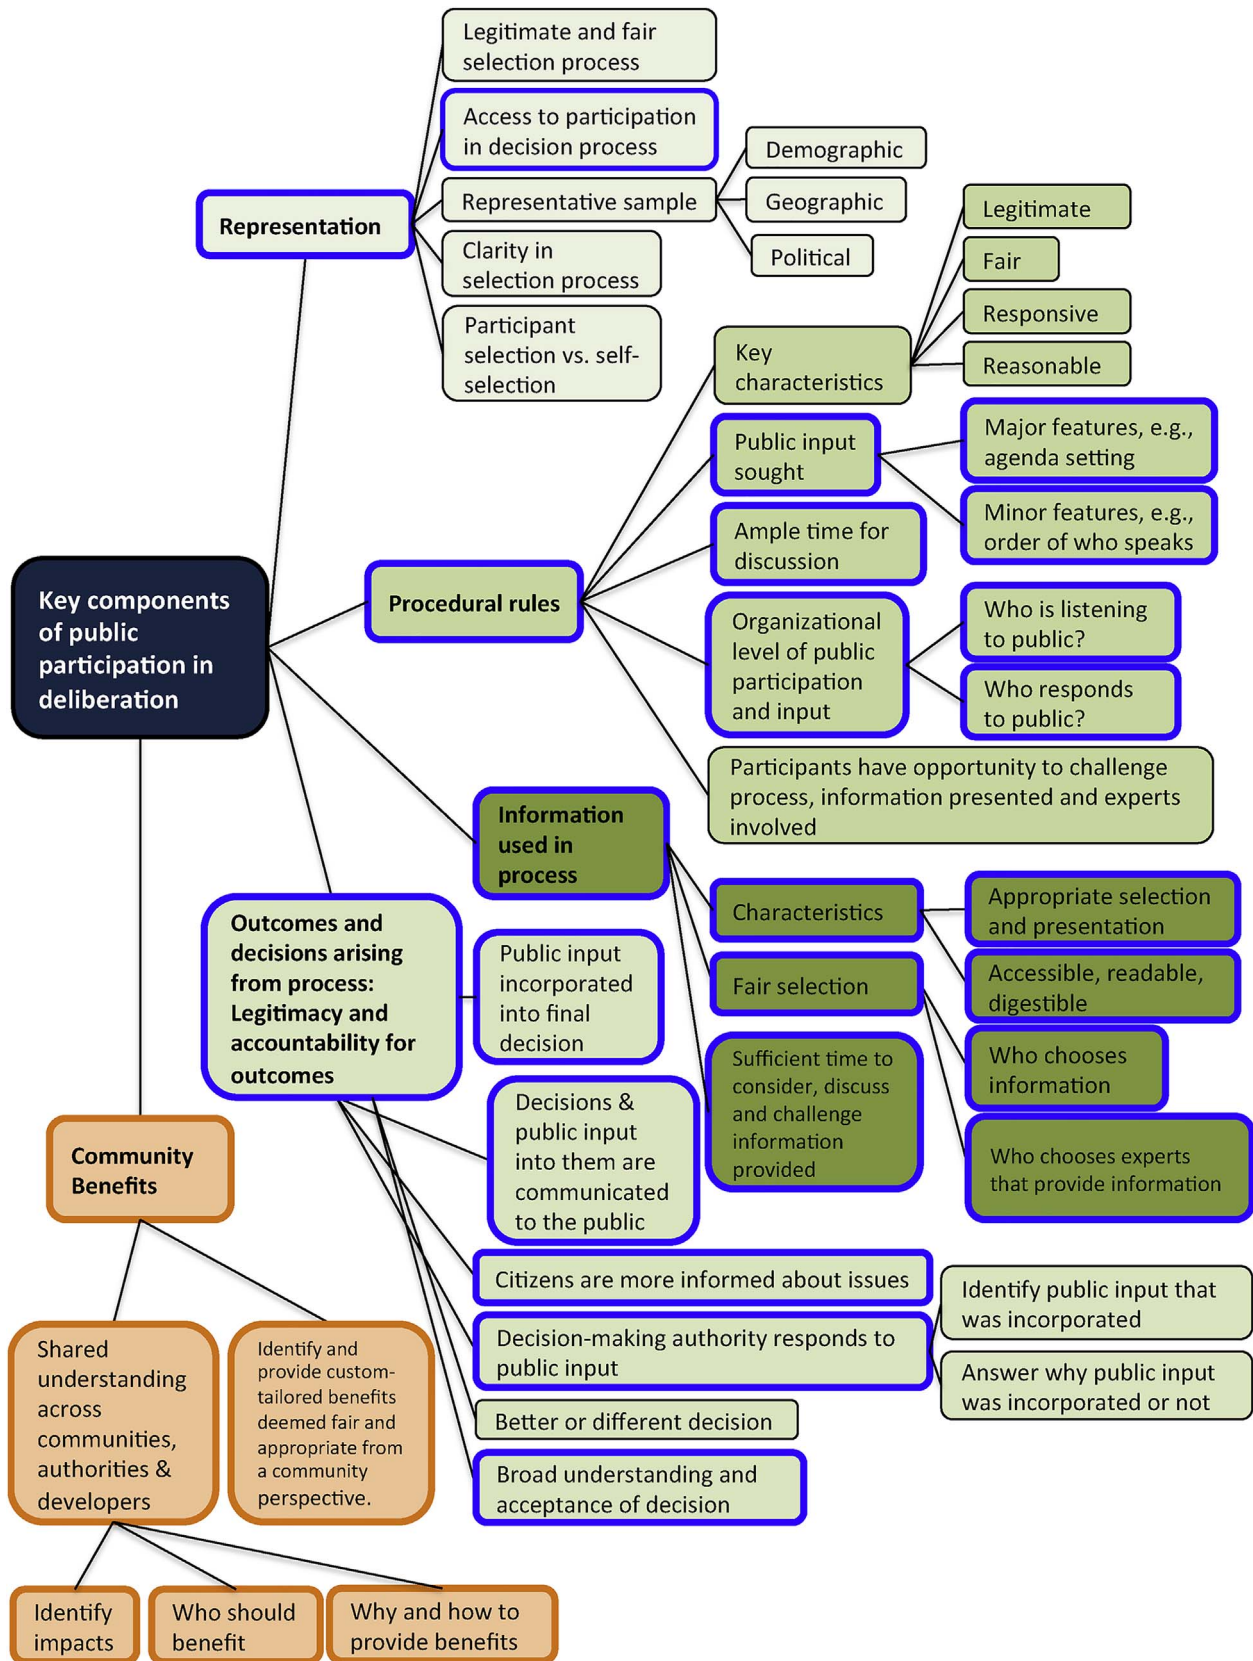 Legitimate and fair
selection process
Access to participation
in decision process
Representative sample
Demographic
Geographic
Political
Representation
Clarity in
selection process
Participant
selection vs. self-
selection
Key
characteristics
Legitimate
Fair
Responsive
Reasonable
Public input
sought
Major features, e.g.,
agenda setting
Minor features, e.g.,
order of who speaks
Ample time for
discussion
Key components
of public
participation in
deliberation
Procedural rules
Organizational
level of public
participation
and input
Who is listening
to public?
Who responds
to public?
Participants have opportunity to challenge
process, information presented and experts
involved
Information
used in
process
Characteristics
Appropriate selection
and presentation
Accessible, readable,
digestible
Fair selection
Who chooses
information
Who chooses experts
that provide information
Sufficient time to
consider, discuss
and challenge
information
provided
Outcomes and
decisions arising
from process:
Legitimacy and
accountability for
outcomes
Public input
incorporated
into final
decision
Decisions &
public input
into them are
communicated
to the public
Citizens are more informed about issues
Decision-making authority responds to
public input
Identify public input that
was incorporated
Answer why public input
was incorporated or not
Better or different decision
Broad understanding and
acceptance of decision
Community
Benefits
Shared
understanding
across
communities,
authorities &
developers
Identify and
provide custom-
tailored benefits
deemed fair and
appropriate from
a community
perspective.
Identify
impacts
Who should
benefit
Why and how to
provide benefits